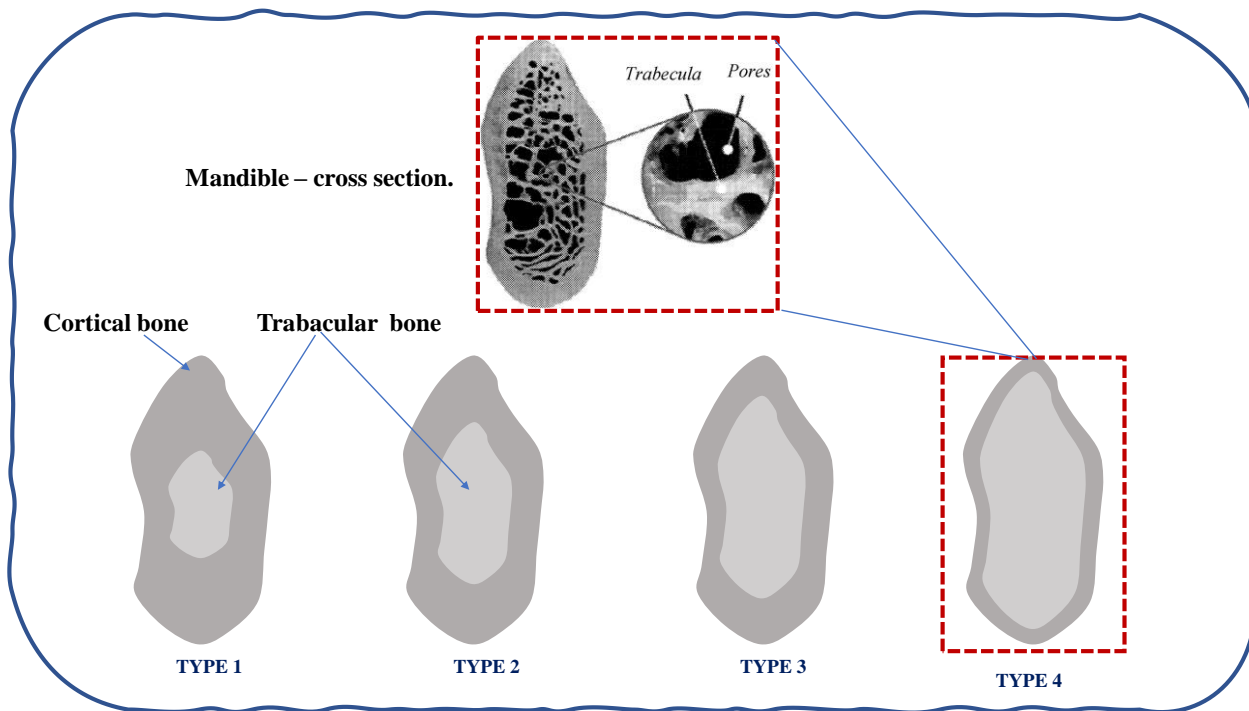 Trabecula
Pores
Mandible – cross section.
Cortical bone
Trabacular bone
TYPE 1
TYPE 2
TYPE 3
TYPE 4